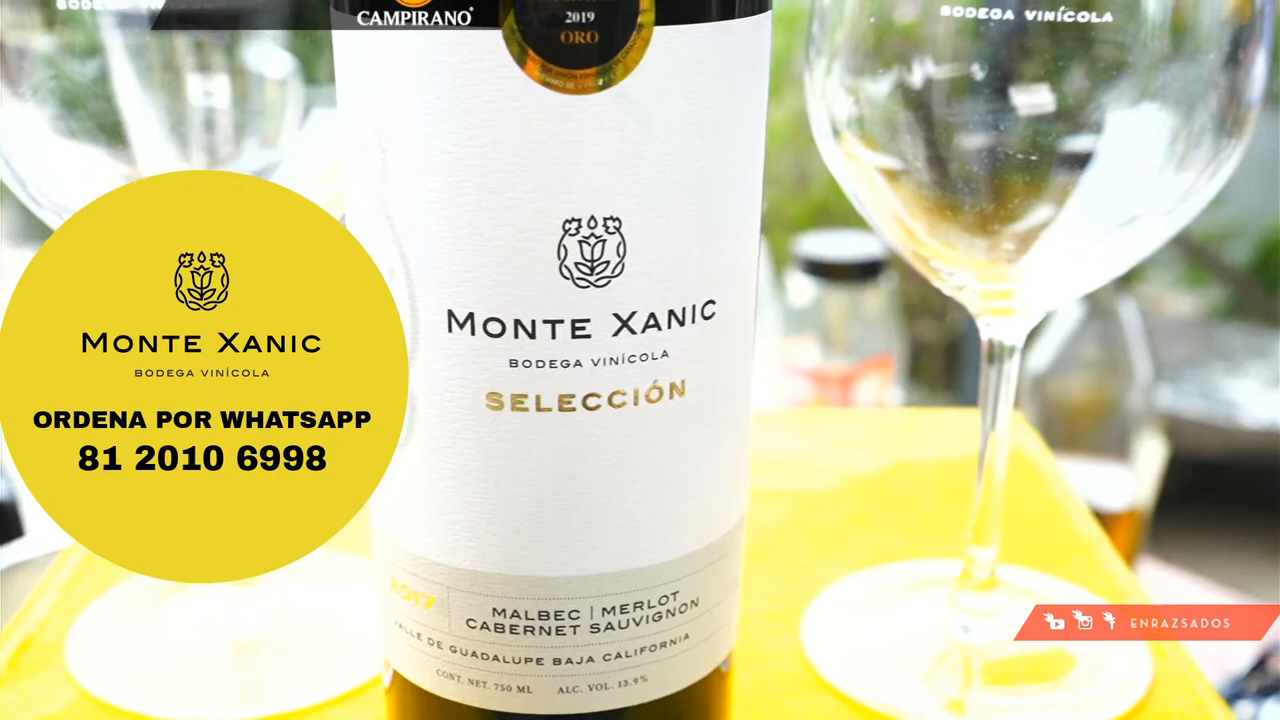 CAMPIRANO
2019
ORO
BODEGA VINÍCOLA
MONTE XANIC
BODEGA VINÍCOLA
ORDENA POR WHATSAPP
81 2010 6998
MONTE XANIC
BODEGA VINÍCOLA
SELECCIÓN
2017
MALBEC | MERLOT
CABERNET SAUVIGNON
VALLE DE GUADALUPE BAJA CALIFORNIA
CONT. NET. 750 ML ALC. VOL. 13.9%
ENRAZSADOS